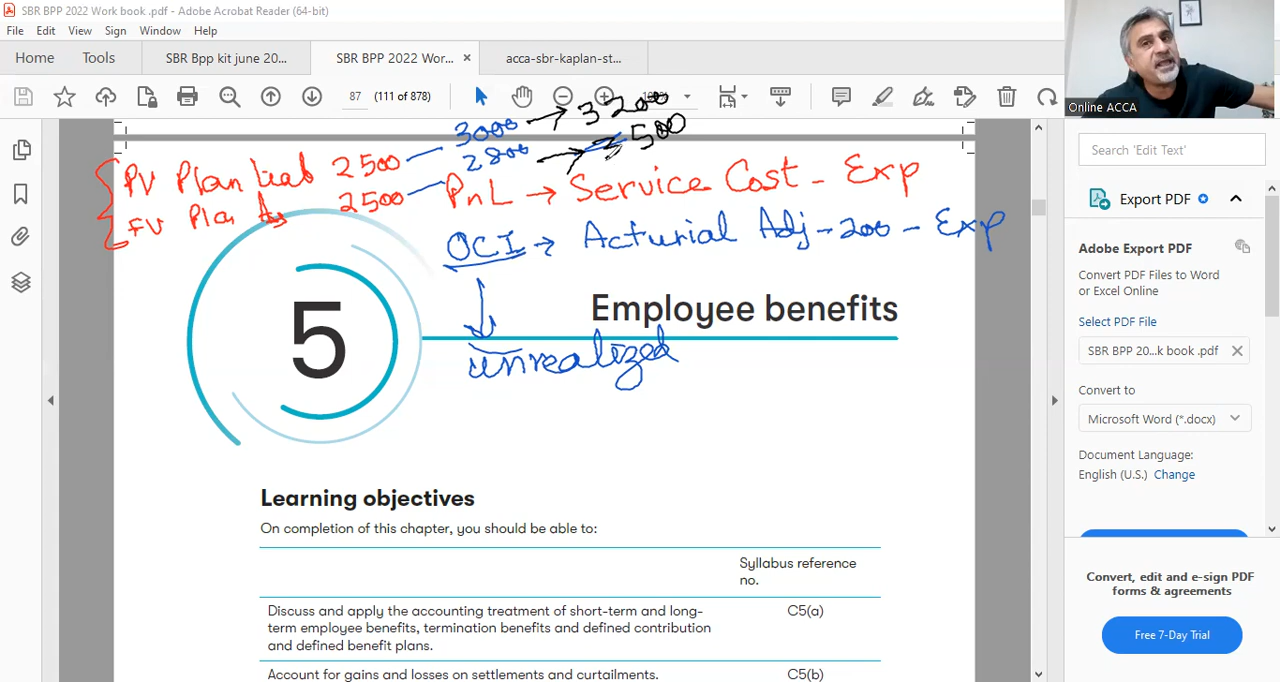 SBR BPP 2022 Work book .pdf - Adobe Acrobat Reader (64-bit)
File Edit View Sign Window Help
Home Tools SBR Bpp kit june 20... SBR BPP 2022 Wor... × acca-sbr-kaplan-st...
87 (111 of 878)
Online ACCA
3000 → 3200
2800 → 3500
PV Plan Liab 2500
FV Plan As 2500
PnL → Service Cost - Exp
OCI → Acturial Adj - 200 - Exp
unrealized
5
Employee benefits
Learning objectives
On completion of this chapter, you should be able to:
Syllabus reference
no.
Discuss and apply the accounting treatment of short-term and long-
term employee benefits, termination benefits and defined contribution
and defined benefit plans.
C5(a)
Account for gains and losses on settlements and curtailments.
C5(b)
Search 'Edit Text'
Export PDF
Adobe Export PDF
Convert PDF Files to Word
or Excel Online
Select PDF File
SBR BPP 20...k book .pdf ×
Convert to
Microsoft Word (*.docx)
Document Language:
English (U.S.) Change
Convert, edit and e-sign PDF
forms & agreements
Free 7-Day Trial